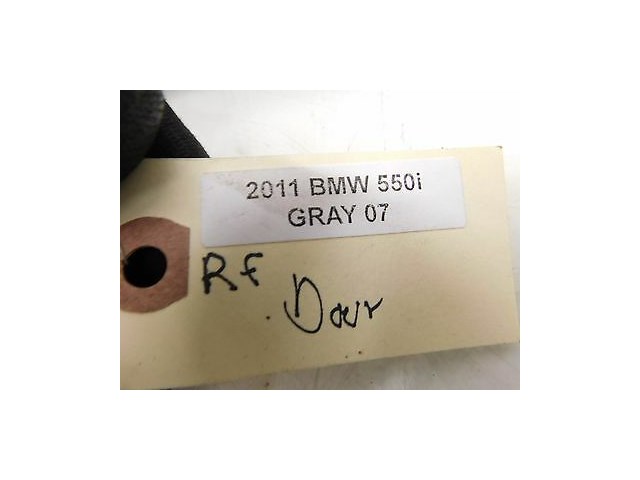 2011 BMW 550i
GRAY 07
RF
Door